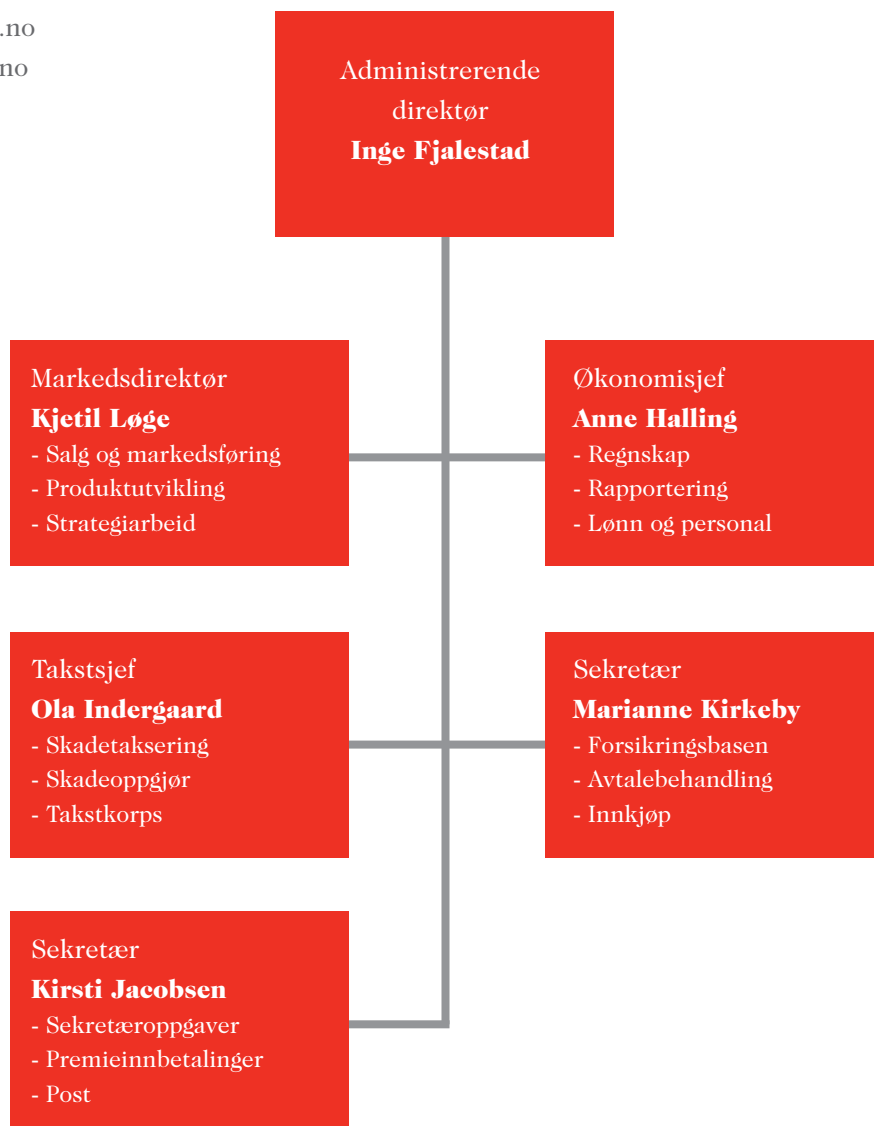 .no
no
Administrerende
direktør
Inge Fjalestad
Markedsdirektør
Kjetil Løge
- Salg og markedsføring
- Produktutvikling
- Strategiarbeid
Økonomisjef
Anne Halling
- Regnskap
- Rapportering
- Lønn og personal
Takstsjef
Ola Indergaard
- Skadetaksering
- Skadeoppgjør
- Takstkorps
Sekretær
Marianne Kirkeby
- Forsikringsbasen
- Avtalebehandling
- Innkjøp
Sekretær
Kirsti Jacobsen
- Sekretæroppgaver
- Premieinnbetalinger
- Post